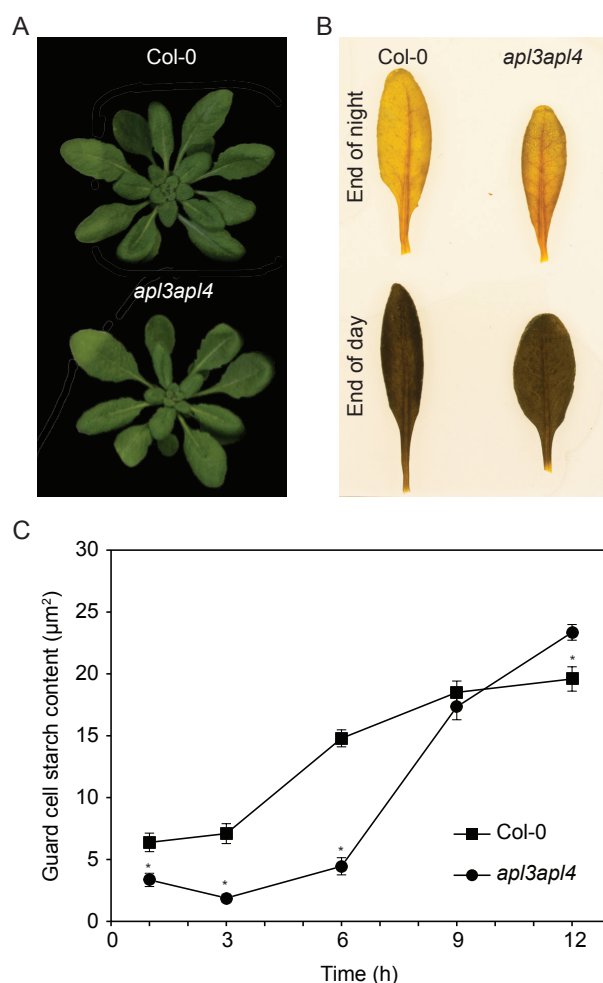 A
Col-0
apl3apl4
B
Col-0
apl3apl4
End of night
End of day
C
30
25
20
15
10
5
0
Guard cell starch content (µm²)
*
*
*
*
Col-0
apl3apl4
0
3
6
9
12
Time (h)